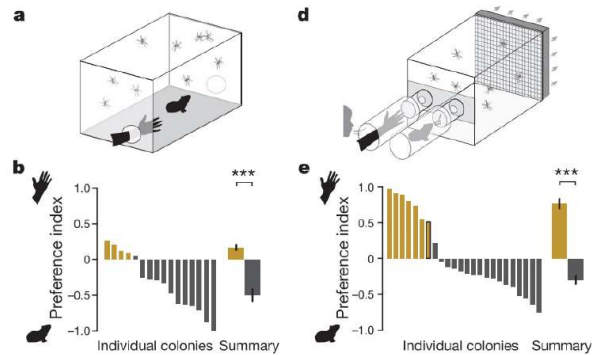 a
d
b
***
1.0
0.5
0
−0.5
−1.0
Preference index
Individual colonies Summary
e
***
1.0
0.5
0
−0.5
−1.0
Preference index
Individual colonies Summary